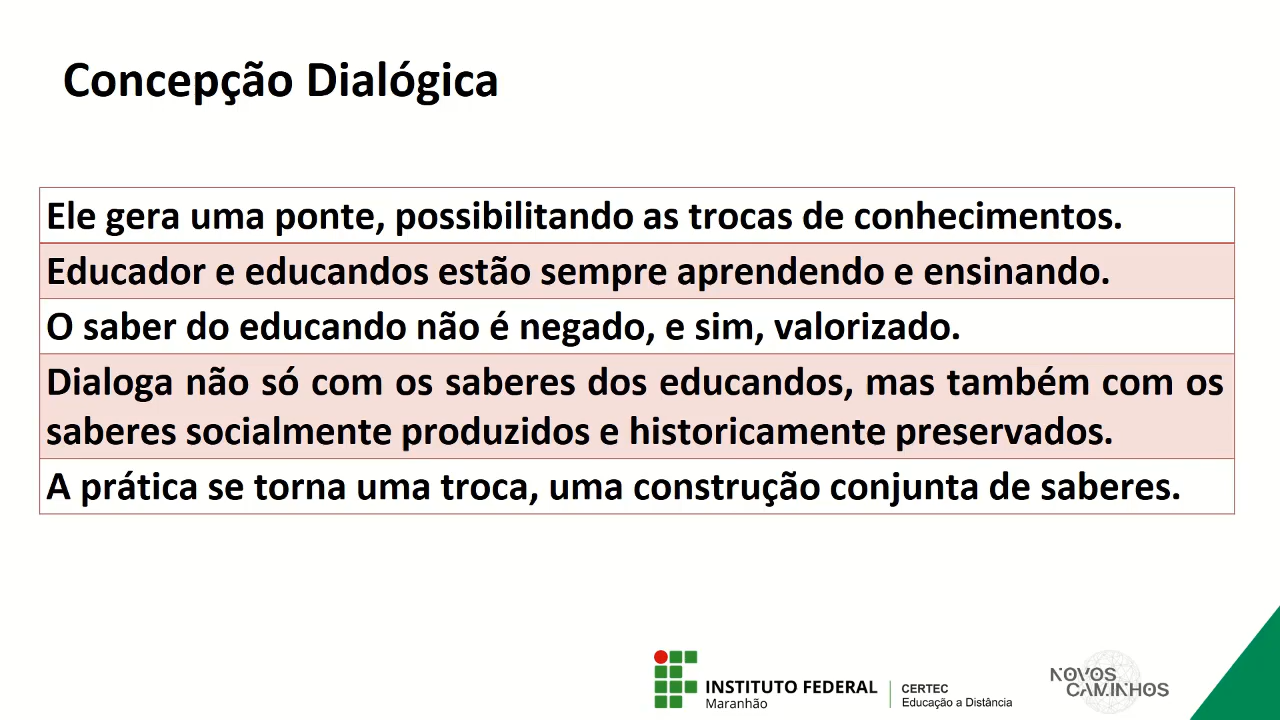 Concepção Dialógica
Ele gera uma ponte, possibilitando as trocas de conhecimentos.
Educador e educandos estão sempre aprendendo e ensinando.
O saber do educando não é negado, e sim, valorizado.
Dialoga não só com os saberes dos educandos, mas também com os
saberes socialmente produzidos e historicamente preservados.
A prática se torna uma troca, uma construção conjunta de saberes.
INSTITUTO FEDERAL
Maranhão
CERTEC
Educação a Distância
NOVOS
CAMINHOS